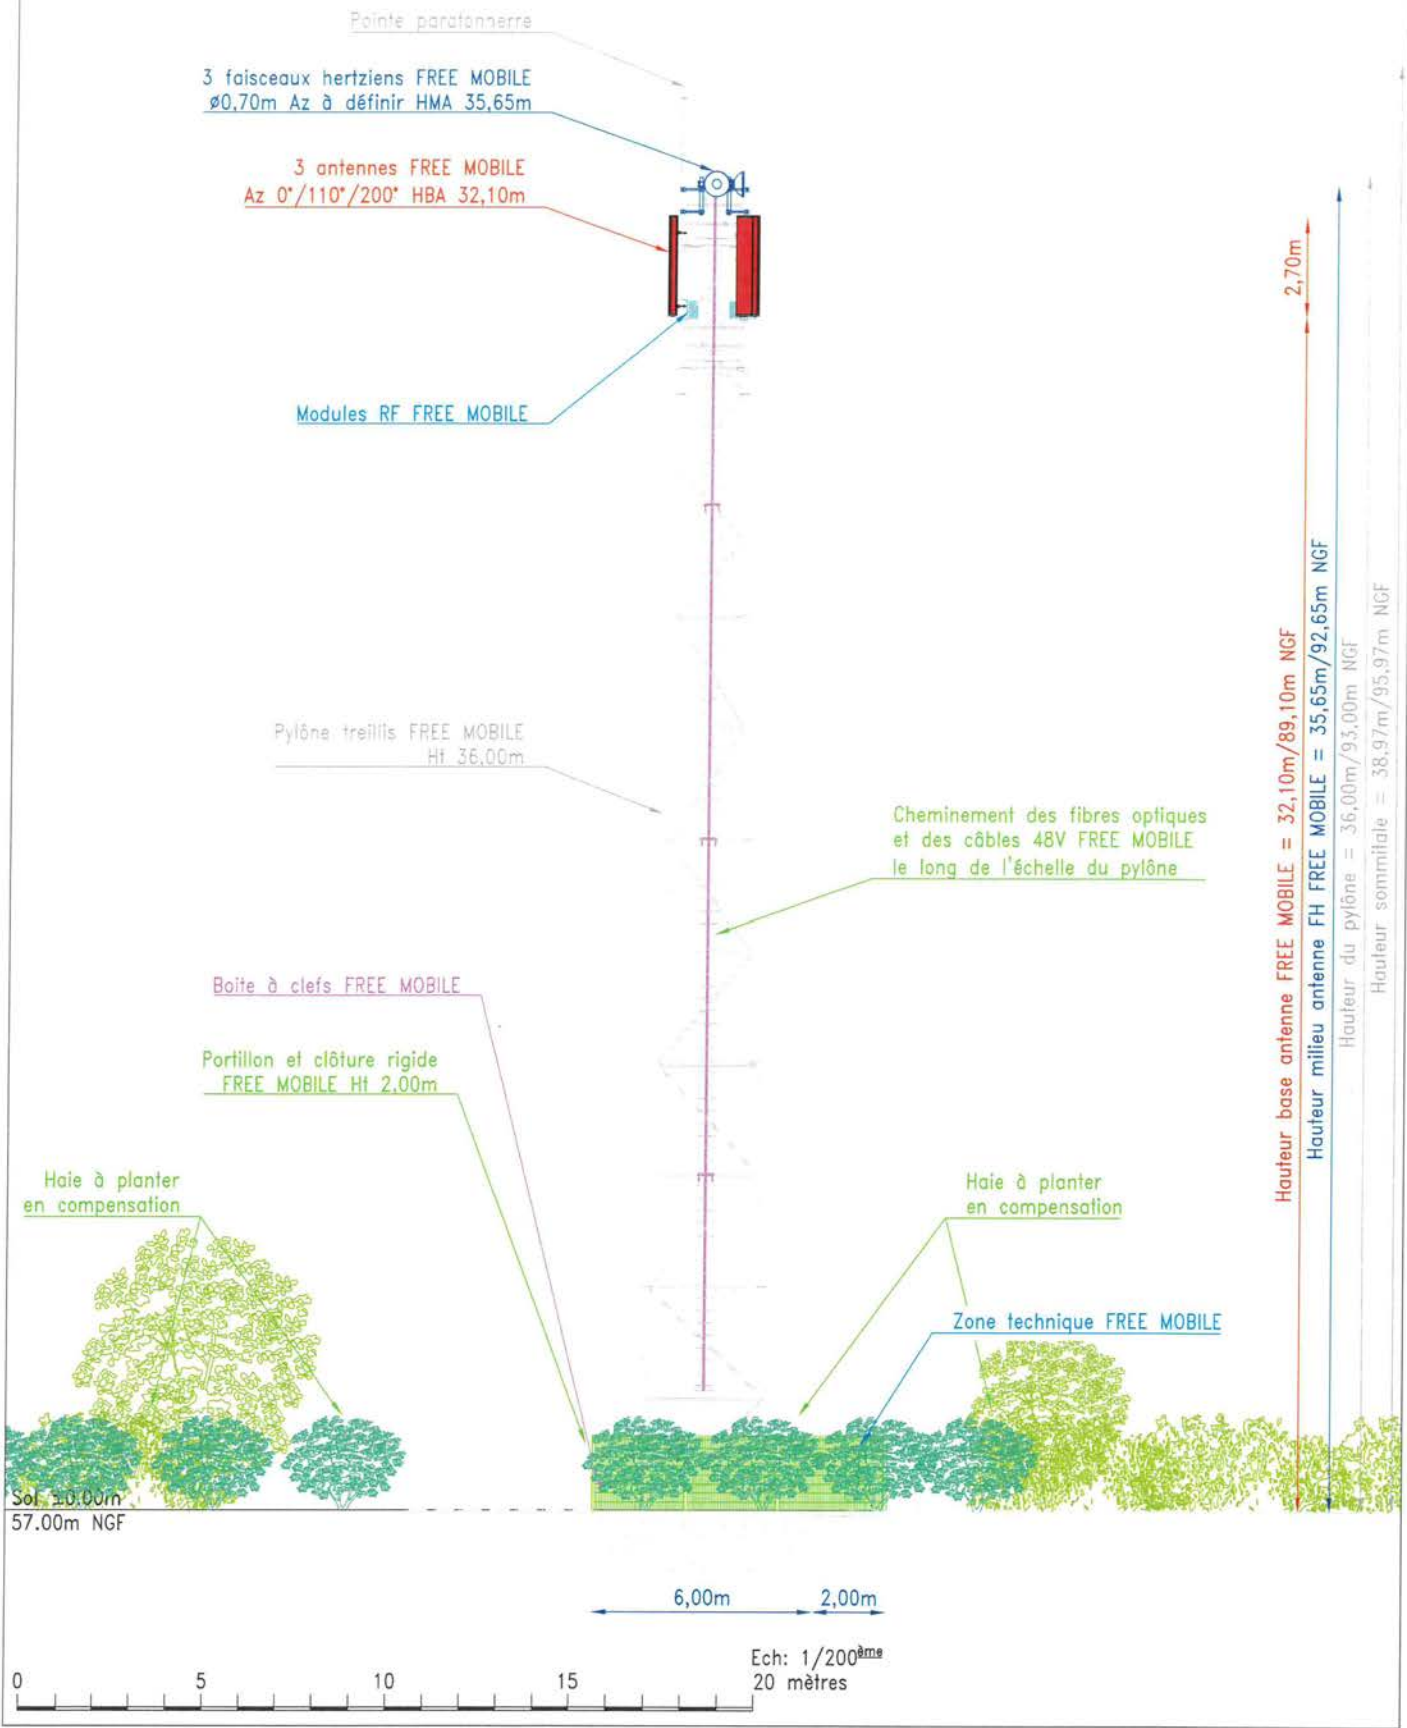 Pointe paratonnerre
3 faisceaux hertziens FREE MOBILE
ø0,70m Az à définir HMA 35,65m
3 antennes FREE MOBILE
Az 0°/110°/200° HBA 32,10m
Modules RF FREE MOBILE
Pylône treillis FREE MOBILE
Ht 36,00m
Cheminement des fibres optiques
et des câbles 48V FREE MOBILE
le long de l'échelle du pylône
Boite à clefs FREE MOBILE
Portillon et clôture rigide
FREE MOBILE Ht 2,00m
Haie à planter
en compensation
Haie à planter
en compensation
Zone technique FREE MOBILE
2,70m
Hauteur base antenne FREE MOBILE = 32,10m/89,10m NGF
Hauteur milieu antenne FH FREE MOBILE = 35,65m/92,65m NGF
Hauteur du pylône = 36,00m/93,00m NGF
Hauteur sommitale = 38,97m/95,97m NGF
Sol ±0.00m
57.00m NGF
6,00m
2,00m
Ech: 1/200ème
0 5 10 15 20 mètres